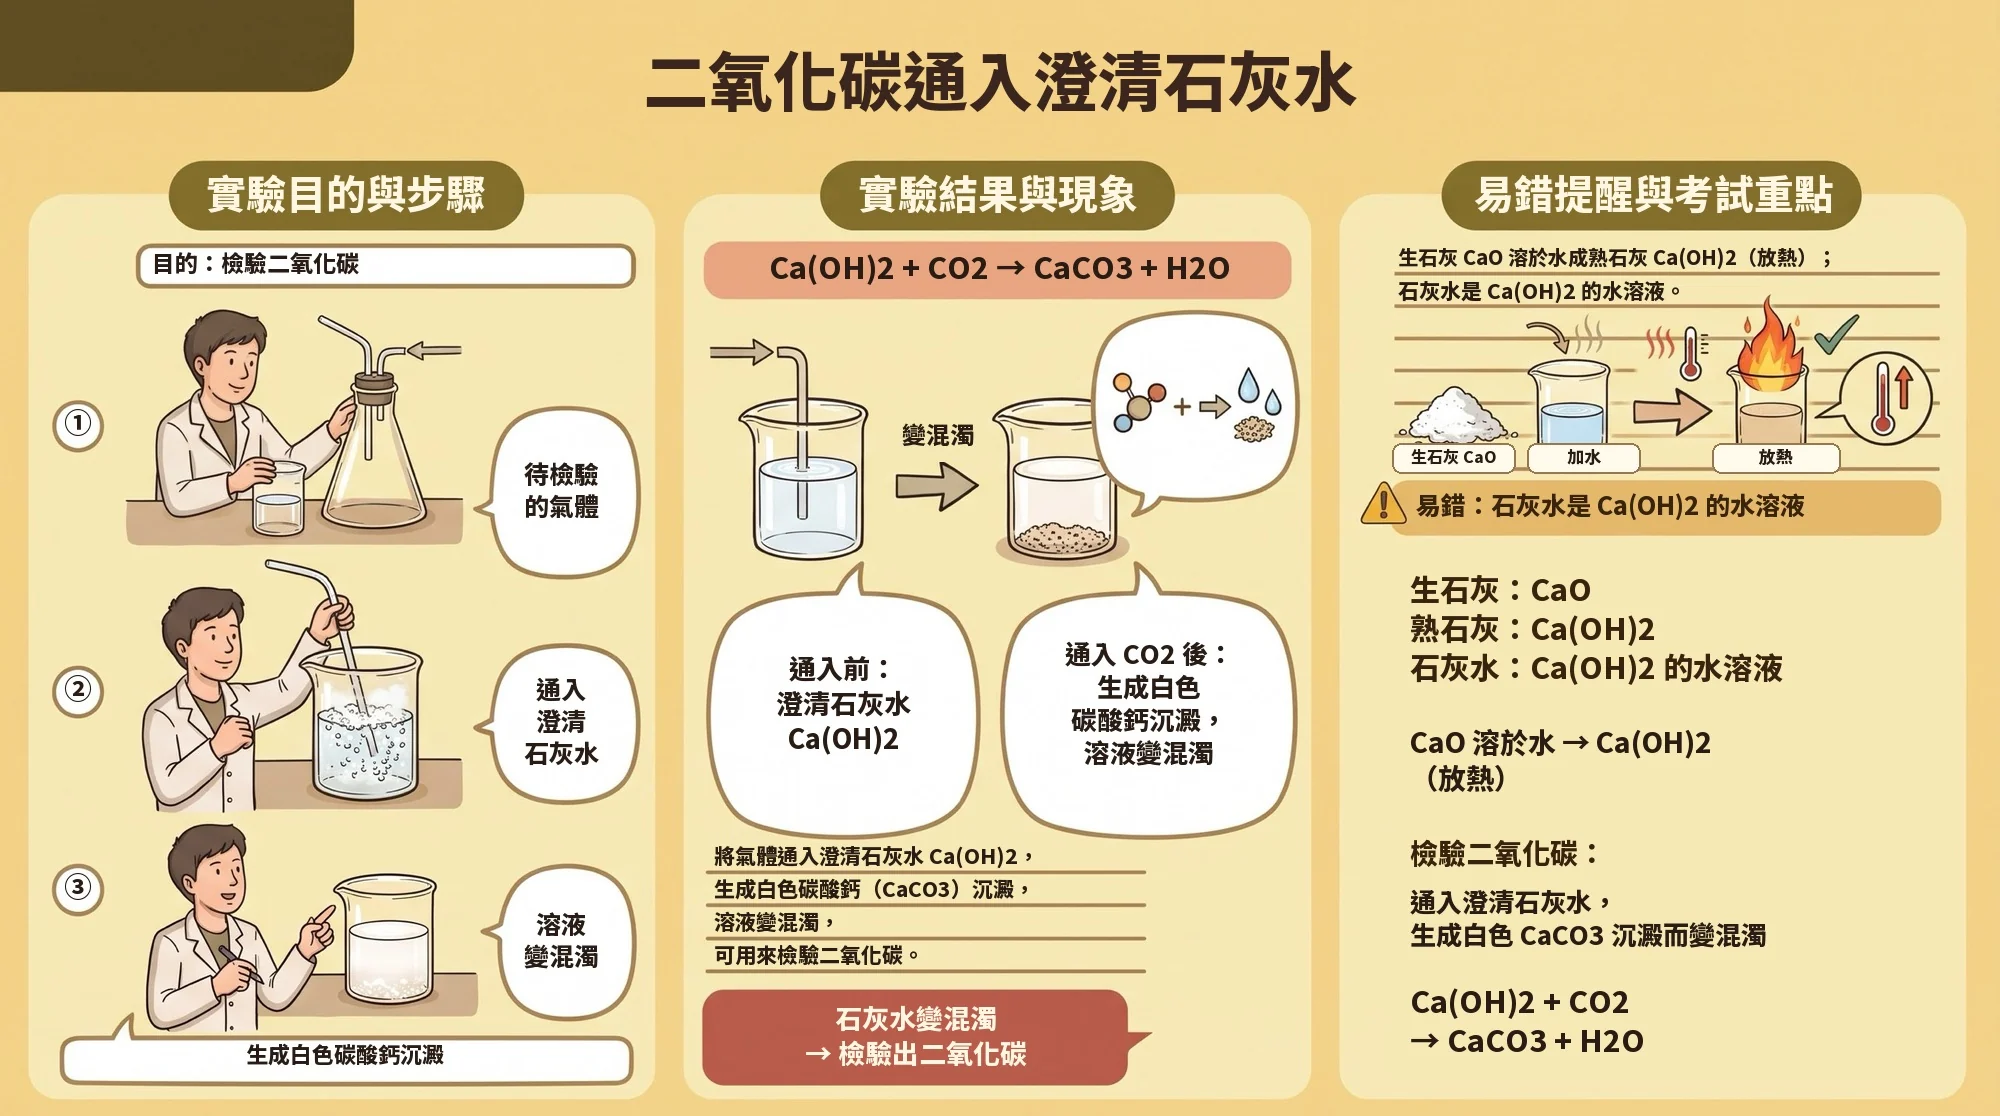 二氧化碳通入澄清石灰水
實驗目的與步驟
目的：檢驗二氧化碳
①
待檢驗
的氣體
②
通入
澄清
石灰水
③
溶液
變混濁
生成白色碳酸鈣沉澱
實驗結果與現象
Ca(OH)2 + CO2 → CaCO3 + H2O
變混濁
+
通入前：
澄清石灰水
Ca(OH)2
通入 CO2 後：
生成白色
碳酸鈣沉澱，
溶液變混濁
將氣體通入澄清石灰水 Ca(OH)2，
生成白色碳酸鈣（CaCO3）沉澱，
溶液變混濁，
可用來檢驗二氧化碳。
石灰水變混濁
→ 檢驗出二氧化碳
易錯提醒與考試重點
生石灰 CaO 溶於水成熟石灰 Ca(OH)2（放熱）；
石灰水是 Ca(OH)2 的水溶液。
生石灰 CaO
加水
放熱
易錯：石灰水是 Ca(OH)2 的水溶液
生石灰：CaO
熟石灰：Ca(OH)2
石灰水：Ca(OH)2 的水溶液
CaO 溶於水 → Ca(OH)2
（放熱）
檢驗二氧化碳：
通入澄清石灰水，
生成白色 CaCO3 沉澱而變混濁
Ca(OH)2 + CO2
→ CaCO3 + H2O